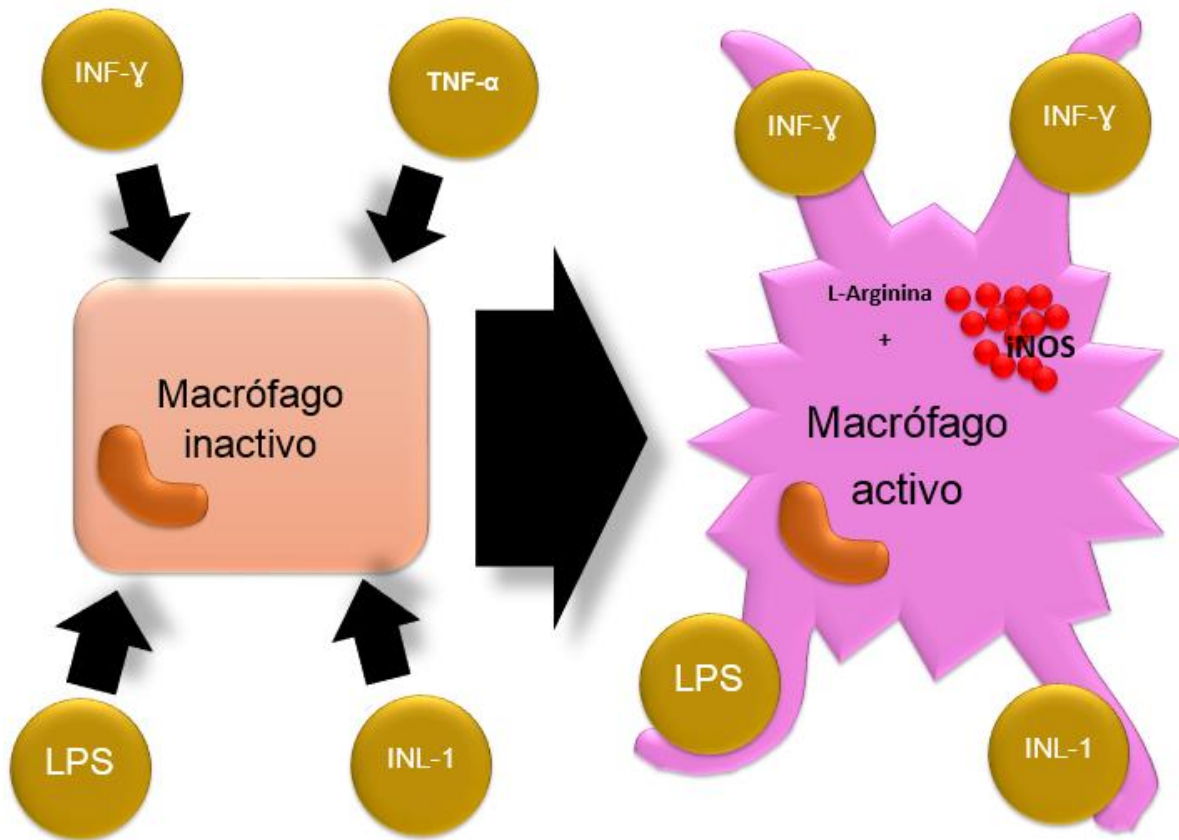 INF-Ɣ
TNF-α
Macrófago
inactivo
LPS
INL-1
INF-Ɣ
INF-Ɣ
L-Arginina
+
iNOS
Macrófago
activo
LPS
INL-1